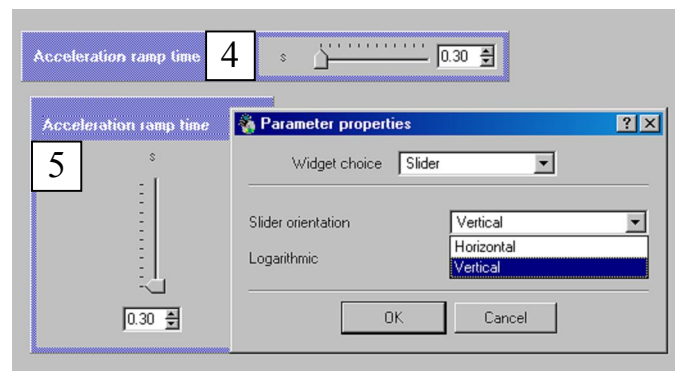 Acceleration ramp time 4 s 0.30
Acceleration ramp time
5
s
0.30
Parameter properties
Widget choice Slider
Slider orientation Vertical
Horizontal
Vertical
Logarithmic
OK Cancel